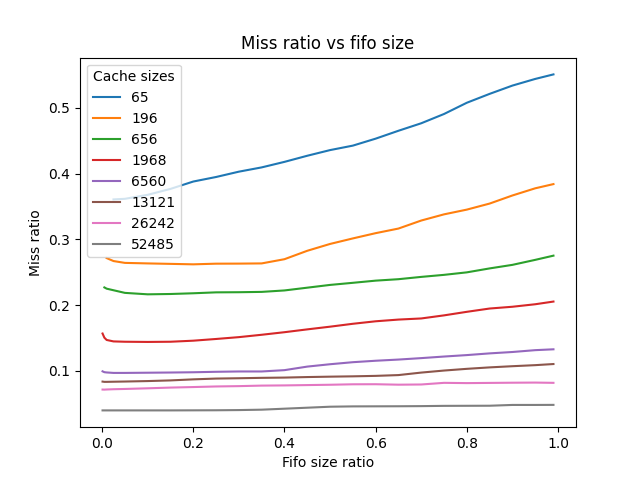 Miss ratio vs fifo size
Cache sizes
65
196
656
1968
6560
13121
26242
52485
Miss ratio
0.5
0.4
0.3
0.2
0.1
0.0 0.2 0.4 0.6 0.8 1.0
Fifo size ratio